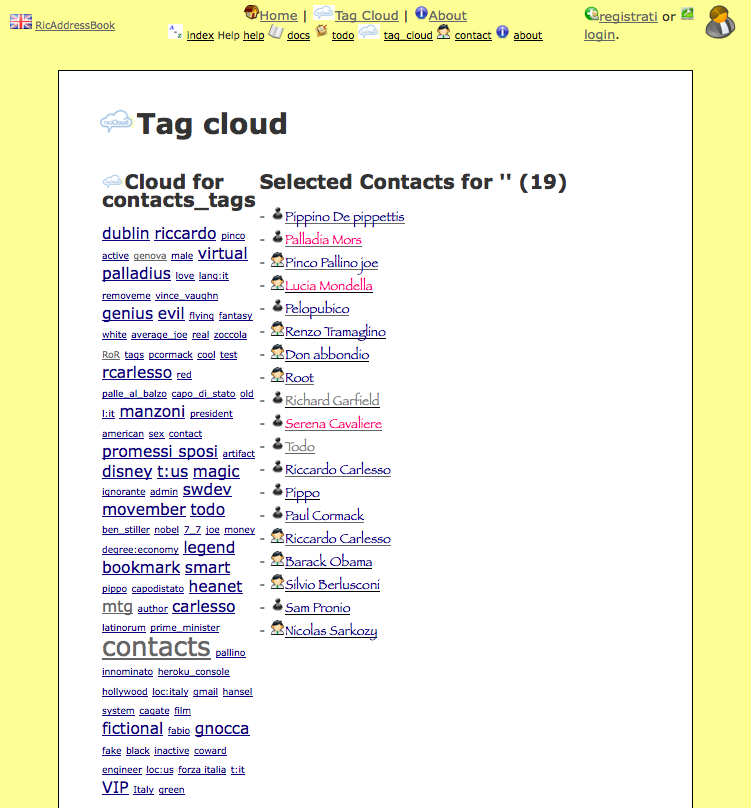 RicAddressBook
Home | Tag Cloud | About
index Help help docs todo tag_cloud contact about
registrati or
login.
Tag cloud
Cloud for
contacts_tags
dublin riccardo pinco
active genova male virtual
palladius love lang:it
removeme vince_vaughn
genius evil flying fantasy
white average_joe real zoccola
RoR tags pcormack cool test
rcarlesso red
palle_al_balzo capo_di_stato old
l:it manzoni president
american sex contact
promessi sposi artifact
disney t:us magic
ignorante admin swdev
movember todo
ben_stiller nobel 7_7 joe money
degree:economy legend
bookmark smart
pippo capodistato heanet
mtg author carlesso
latinorum prime_minister
contacts pallino
innominato heroku_console
hollywood loc:italy gmail hansel
system cagate film
fictional fabio gnocca
fake black inactive coward
engineer loc:us forza italia t:it
VIP Italy green
Selected Contacts for '' (19)
- Pippino De pippettis
- Palladia Mors
- Pinco Pallino joe
- Lucia Mondella
- Pelopubico
- Renzo Tramaglino
- Don abbondio
- Root
- Richard Garfield
- Serena Cavaliere
- Todo
- Riccardo Carlesso
- Pippo
- Paul Cormack
- Riccardo Carlesso
- Barack Obama
- Silvio Berlusconi
- Sam Pronio
- Nicolas Sarkozy